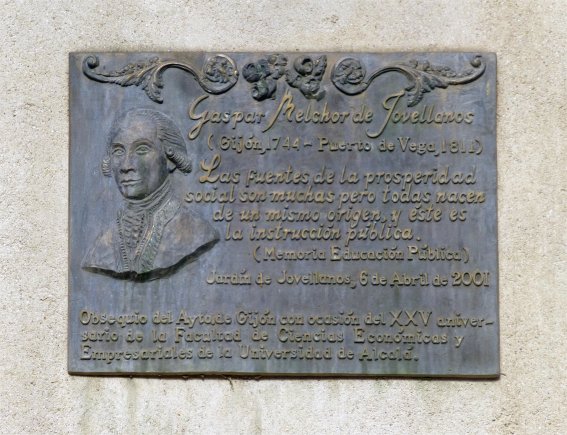 Gaspar Melchor de Jovellanos
(Gijón, 1744 - Puerto de Vega, 1811)
Las fuentes de la prosperidad
social son muchas pero todas nacen
de un mismo origen, y éste es
la instrucción pública.
(Memoria Educación Pública)
Jardín de Jovellanos, 6 de Abril de 2001
Obsequio del Ayto. de Gijón con ocasión del XXV aniver-
sario de la Facultad de Ciencias Económicas y
Empresariales de la Universidad de Alcalá.